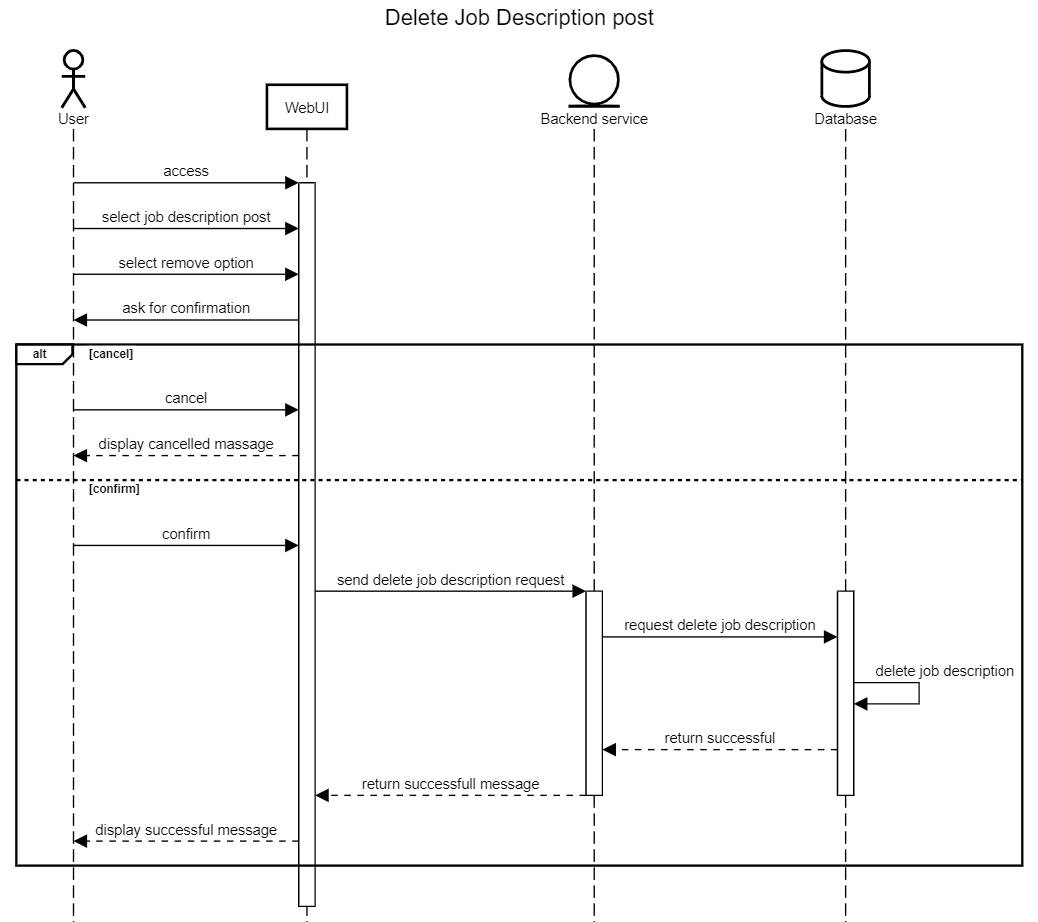 Delete Job Description post
User
WebUI
Backend service
Database
access
select job description post
select remove option
ask for confirmation
alt
[cancel]
cancel
display cancelled massage
[confirm]
confirm
send delete job description request
request delete job description
delete job description
return successful
return successfull message
display successful message